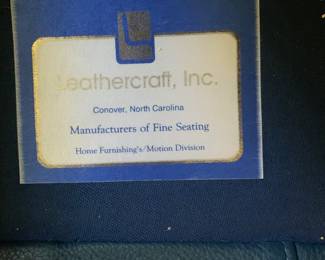 Leathercraft, Inc.
Conover, North Carolina
Manufacturers of Fine Seating
Home Furnishing's/Motion Division